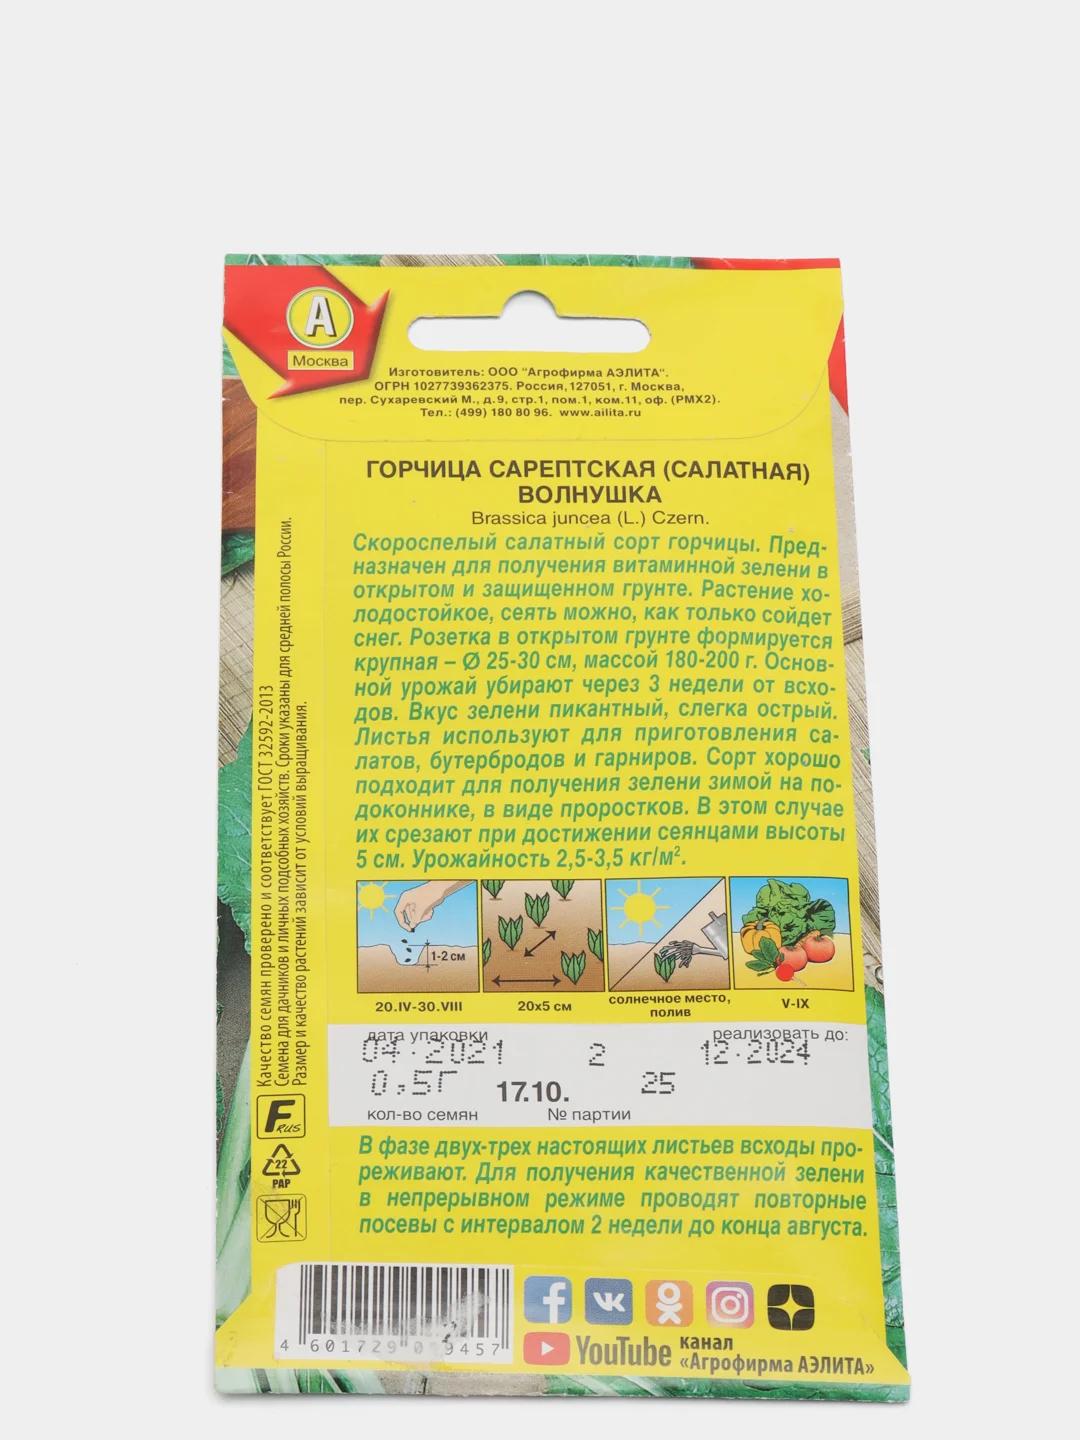 А
Москва
Изготовитель: ООО "Агрофирма АЭЛИТА".
ОГРН 1027739362375. Россия,127051, г. Москва,
пер. Сухаревский М., д.9, стр.1, пом.1, ком.11, оф. (РМХ2).
Тел.: (499) 180 80 96. www.ailita.ru
ГОРЧИЦА САРЕПТСКАЯ (САЛАТНАЯ)
ВОЛНУШКА
Brassica juncea (L.) Czern.
Скороспелый салатный сорт горчицы. Пред-
назначен для получения витаминной зелени в
открытом и защищенном грунте. Растение хо-
лодостойкое, сеять можно, как только сойдет
снег. Розетка в открытом грунте формируется
крупная – Ø 25-30 см, массой 180-200 г. Основ-
ной урожай убирают через 3 недели от всхо-
дов. Вкус зелени пикантный, слегка острый.
Листья используют для приготовления са-
латов, бутербродов и гарниров. Сорт хорошо
подходит для получения зелени зимой на по-
доконнике, в виде проростков. В этом случае
их срезают при достижении сеянцами высоты
5 см. Урожайность 2,5-3,5 кг/м².
1-2 см
20.IV-30.VIII
20х5 см
солнечное место,
полив
V-IX
дата упаковки
реализовать до:
04.2021 2 12.2024
0,5Г 17.10. 25
кол-во семян № партии
В фазе двух-трех настоящих листьев всходы про-
реживают. Для получения качественной зелени
в непрерывном режиме проводят повторные
посевы с интервалом 2 недели до конца августа.
Качество семян проверено и соответствует ГОСТ 32592-2013
Семена для дачников и личных подсобных хозяйств. Сроки указаны для средней полосы России.
Размер и качество растений зависит от условий выращивания.
F RUS
22
PAP
4 601729 019457
YouTube канал
«Агрофирма АЭЛИТА»